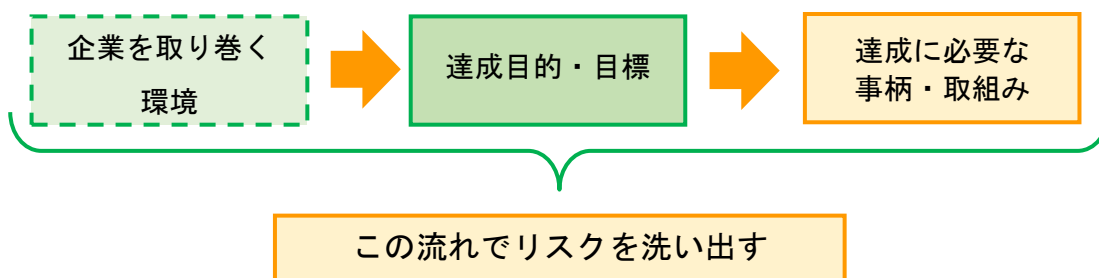 企業を取り巻く
環境
達成目的・目標
達成に必要な
事柄・取組み
この流れでリスクを洗い出す